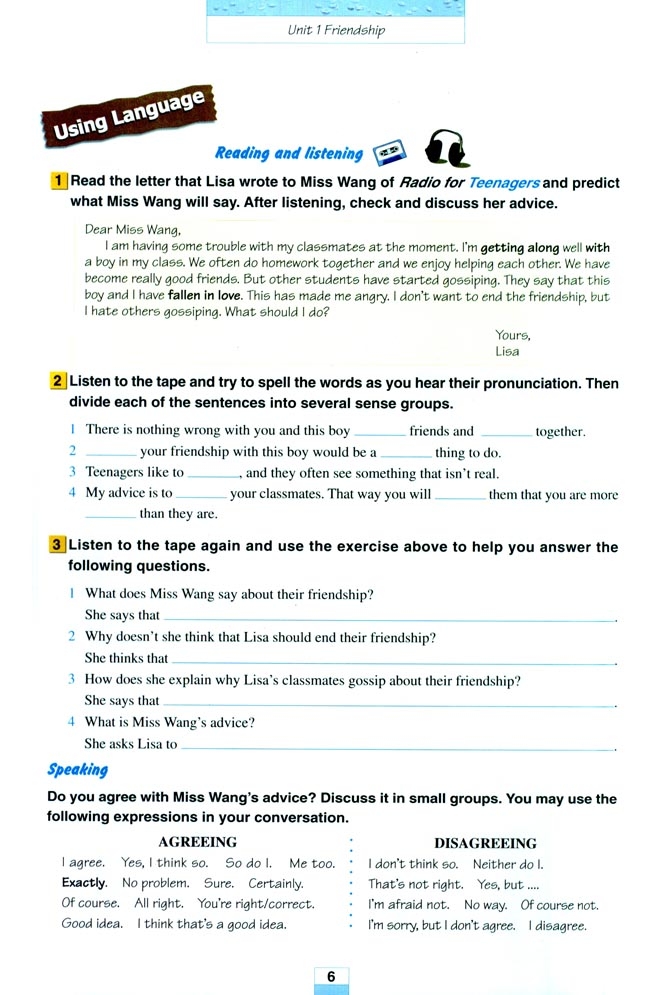 Unit 1 Friendship
Using Language
Reading and listening
1 Read the letter that Lisa wrote to Miss Wang of Radio for Teenagers and predict
what Miss Wang will say. After listening, check and discuss her advice.
Dear Miss Wang,
I am having some trouble with my classmates at the moment. I'm getting along well with
a boy in my class. We often do homework together and we enjoy helping each other. We have
become really good friends. But other students have started gossiping. They say that this
boy and I have fallen in love. This has made me angry. I don't want to end the friendship, but
I hate others gossiping. What should I do?
Yours,
Lisa
2 Listen to the tape and try to spell the words as you hear their pronunciation. Then
divide each of the sentences into several sense groups.
1 There is nothing wrong with you and this boy _______ friends and _______ together.
2 _______ your friendship with this boy would be a _______ thing to do.
3 Teenagers like to _______, and they often see something that isn't real.
4 My advice is to _______ your classmates. That way you will _______ them that you are more
_______ than they are.
3 Listen to the tape again and use the exercise above to help you answer the
following questions.
1 What does Miss Wang say about their friendship?
She says that _______.
2 Why doesn't she think that Lisa should end their friendship?
She thinks that _______.
3 How does she explain why Lisa's classmates gossip about their friendship?
She says that _______.
4 What is Miss Wang's advice?
She asks Lisa to _______.
Speaking
Do you agree with Miss Wang's advice? Discuss it in small groups. You may use the
following expressions in your conversation.
AGREEING
I agree. Yes, I think so. So do I. Me too.
Exactly. No problem. Sure. Certainly.
Of course. All right. You're right/correct.
Good idea. I think that's a good idea.
DISAGREEING
I don't think so. Neither do I.
That's not right. Yes, but ....
I'm afraid not. No way. Of course not.
I'm sorry, but I don't agree. I disagree.
6